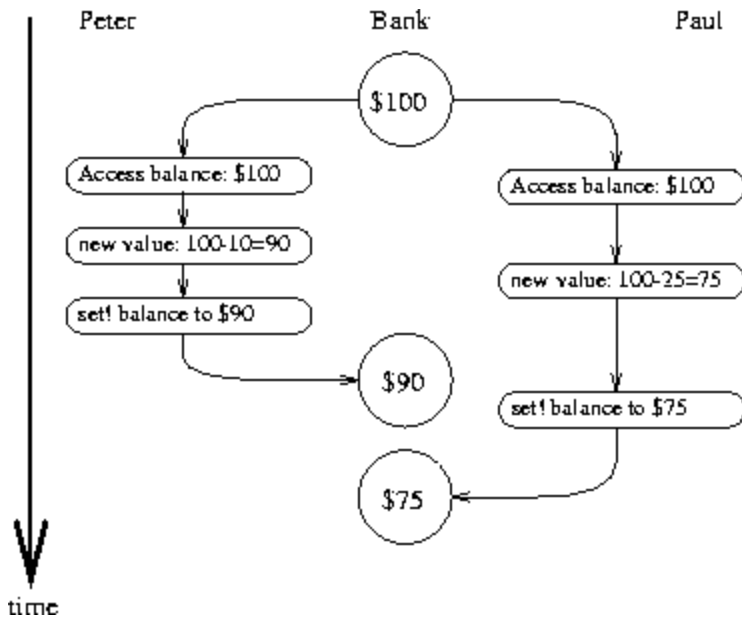 Peter
Bank
Paul
$100
Access balance: $100
Access balance: $100
new value: 100-10=90
new value: 100-25=75
set! balance to $90
$90
set! balance to $75
$75
time